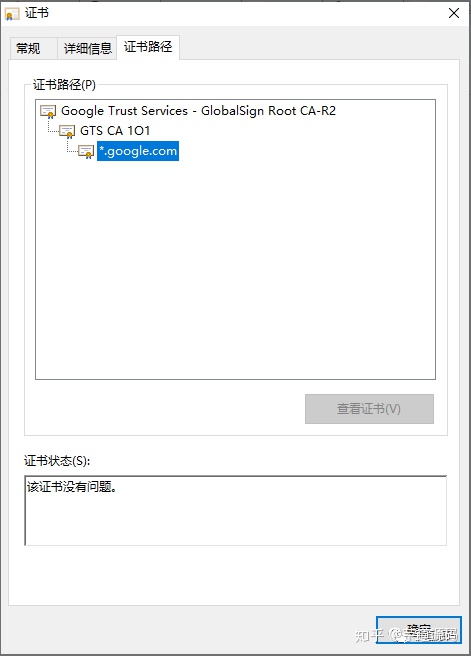 证书
常规 详细信息 证书路径
证书路径(P)
Google Trust Services - GlobalSign Root CA-R2
GTS CA 1O1
*.google.com
查看证书(V)
证书状态(S):
该证书没有问题。
确定
知乎
源码